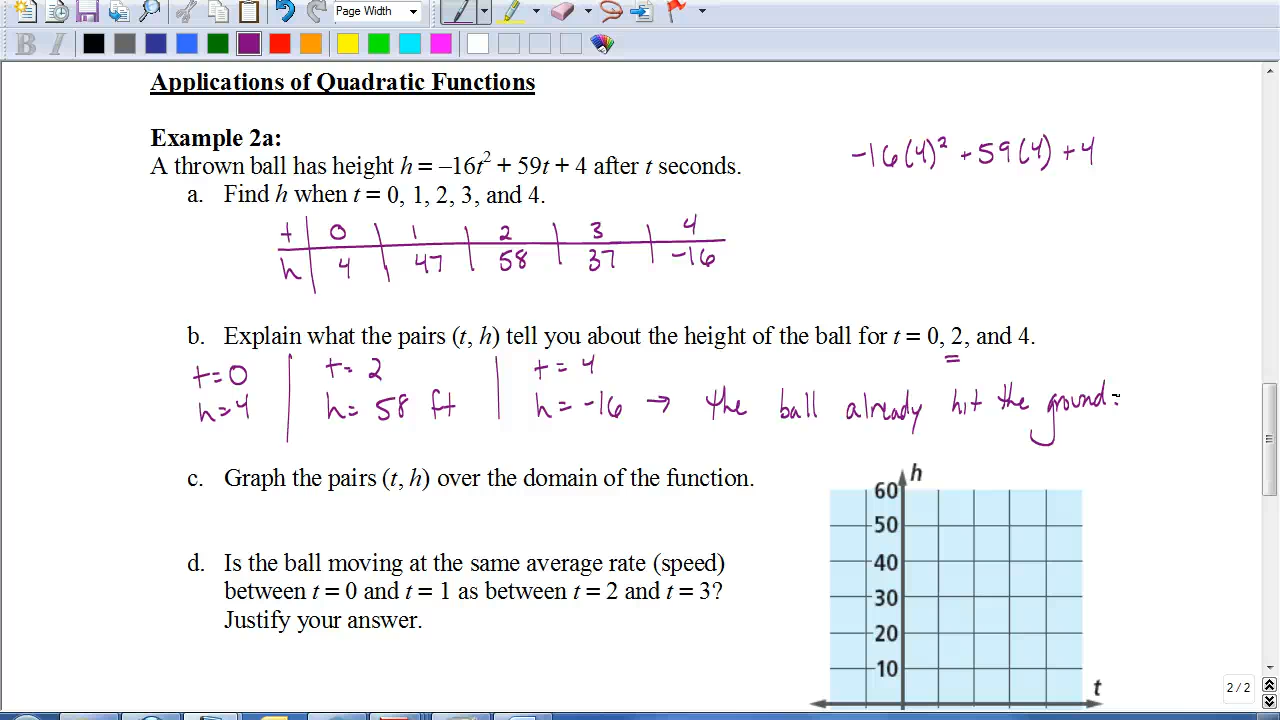 Page Width
B I
Applications of Quadratic Functions
Example 2a:
A thrown ball has height h = –16t² + 59t + 4 after t seconds.
-16(4)² + 59(4) + 4
a. Find h when t = 0, 1, 2, 3, and 4.
t 0 1 2 3 4
h 4 47 58 37 -16
b. Explain what the pairs (t, h) tell you about the height of the ball for t = 0, 2, and 4.
t=0 t=2 t=4
h=4 h=58 ft h=-16 → the ball already hit the ground
c. Graph the pairs (t, h) over the domain of the function.
h
60
50
40
30
20
10
t
d. Is the ball moving at the same average rate (speed)
between t = 0 and t = 1 as between t = 2 and t = 3?
Justify your answer.
2/2